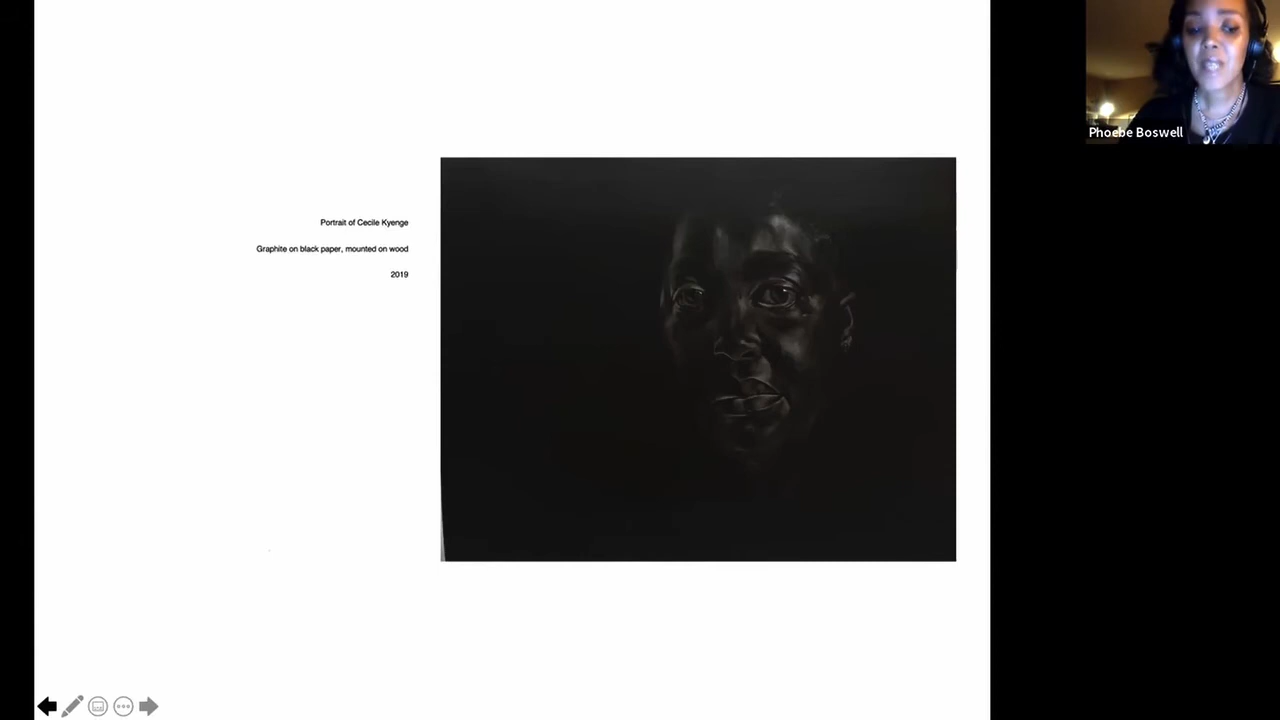 Portrait of Cecile Kyenge
Graphite on black paper, mounted on wood
2019
Phoebe Boswell